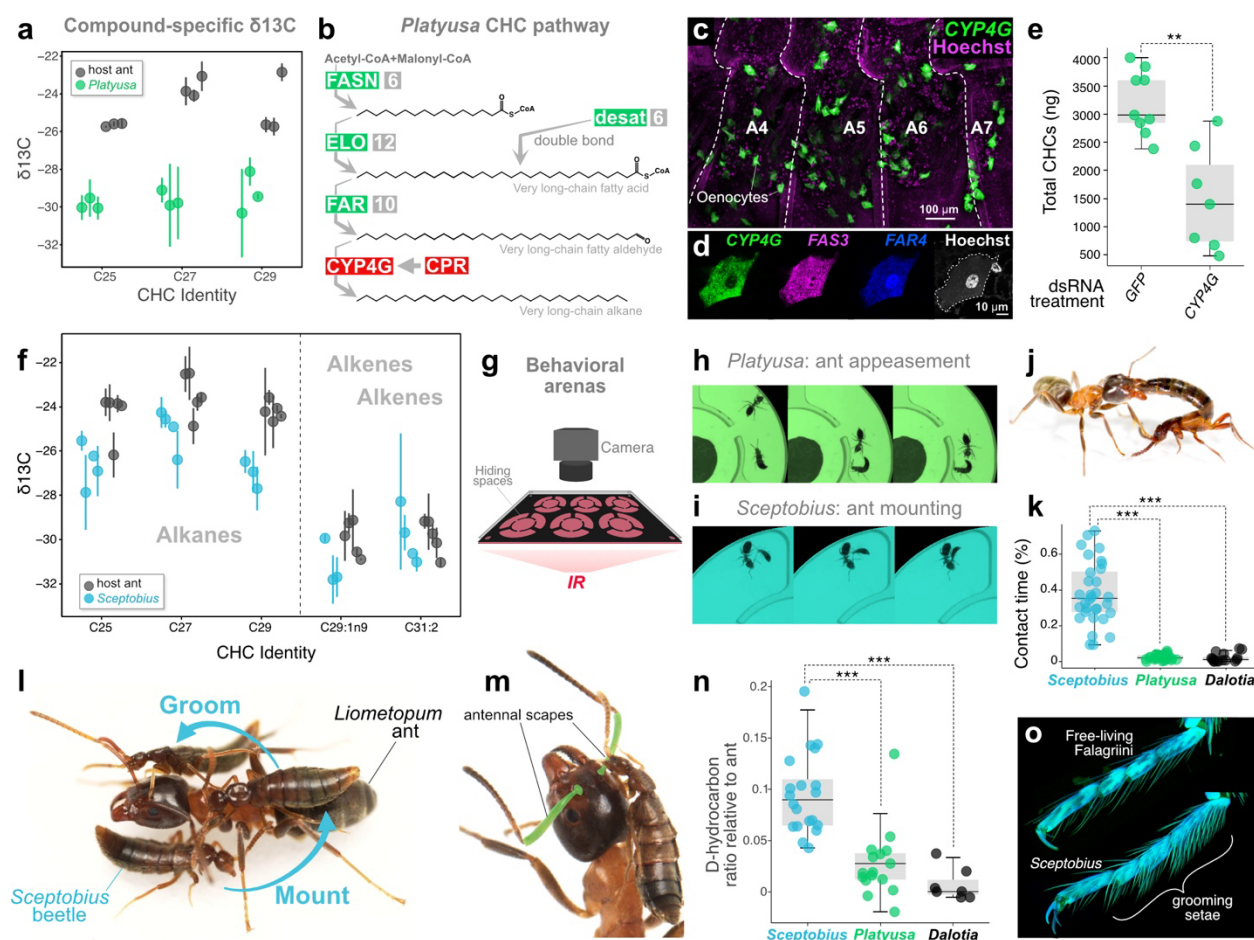 a
Compound-specific δ13C
−22
−24
−26
−28
−30
−32
δ13C
host ant
Platyusa
C25
C27
C29
CHC Identity
b
Platyusa CHC pathway
Acetyl-CoA+Malonyl-CoA
FASN 6
O
S-CoA
desat 6
ELO 12
double bond
O
S-CoA
Very long-chain fatty acid
FAR 10
O
Very long-chain fatty aldehyde
CYP4G
CPR
Very long-chain alkane
c
CYP4G
Hoechst
A4
A5
A6
A7
Oenocytes
100 µm
d
CYP4G
FAS3
FAR4
Hoechst
10 µm
e
**
4000
3500
3000
2500
2000
1500
1000
500
Total CHCs (ng)
dsRNA
treatment
GFP
CYP4G
f
−22
−24
−26
−28
−30
−32
δ13C
Alkenes
Alkenes
Alkanes
host ant
Sceptobius
C25
C27
C29
C29:1n9
C31:2
CHC Identity
g
Behavioral
arenas
Camera
Hiding
spaces
IR
h
Platyusa: ant appeasement
i
Sceptobius: ant mounting
j
k
***
***
0.6
0.4
0.2
0
Contact time (%)
Sceptobius
Platyusa
Dalotia
l
Groom
Liometopum
ant
Sceptobius
beetle
Mount
m
antennal scapes
n
***
***
0.2
0.15
0.1
0.05
0
D-hydrocarbon
ratio relative to ant
Sceptobius
Platyusa
Dalotia
o
Free-living
Falagriini
Sceptobius
grooming
setae